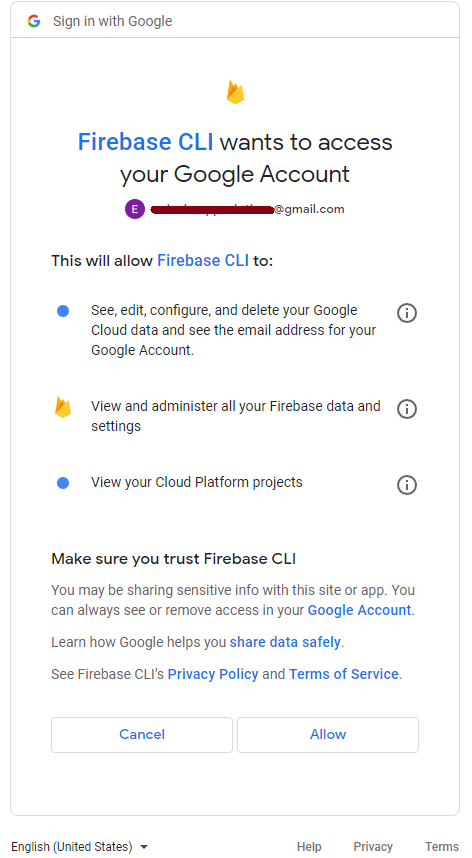 Sign in with Google
Firebase CLI wants to access
your Google Account
E
@gmail.com
This will allow Firebase CLI to:
See, edit, configure, and delete your Google
Cloud data and see the email address for your
Google Account.
View and administer all your Firebase data and
settings
View your Cloud Platform projects
Make sure you trust Firebase CLI
You may be sharing sensitive info with this site or app. You
can always see or remove access in your Google Account.
Learn how Google helps you share data safely.
See Firebase CLI's Privacy Policy and Terms of Service.
Cancel
Allow
English (United States)
Help
Privacy
Terms